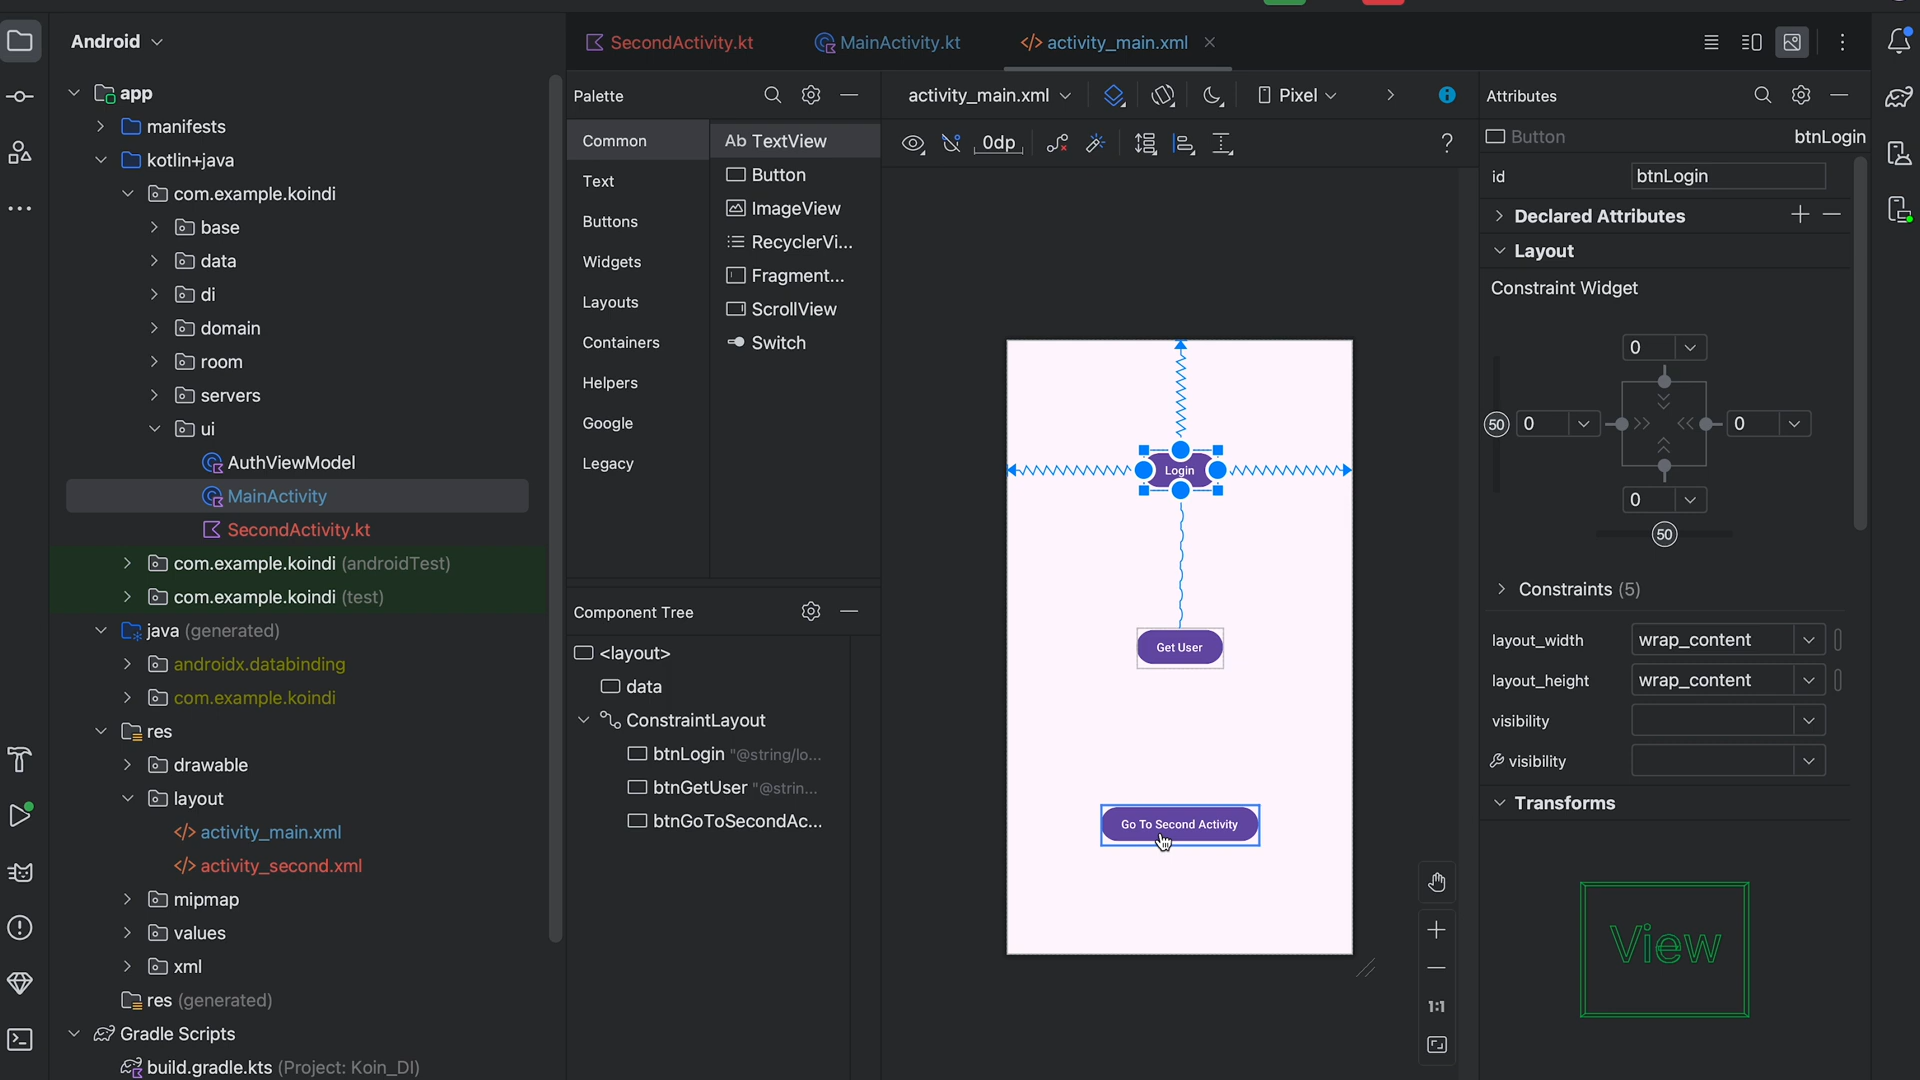 Android
SecondActivity.kt
MainActivity.kt
activity_main.xml
app
manifests
kotlin+java
com.example.koindi
base
data
di
domain
room
servers
ui
AuthViewModel
MainActivity
SecondActivity.kt
com.example.koindi (androidTest)
com.example.koindi (test)
java (generated)
androidx.databinding
com.example.koindi
res
drawable
layout
activity_main.xml
activity_second.xml
mipmap
values
xml
res (generated)
Gradle Scripts
build.gradle.kts (Project: Koin_DI)
Palette
Common
Text
Buttons
Widgets
Layouts
Containers
Helpers
Google
Legacy
Ab TextView
Button
ImageView
RecyclerVi...
Fragment...
ScrollView
Switch
Component Tree
<layout>
data
ConstraintLayout
btnLogin "@string/lo...
btnGetUser "@strin...
btnGoToSecondAc...
activity_main.xml
Pixel
0dp
?
Login
Get User
Go To Second Activity
1:1
Attributes
Button
btnLogin
id
btnLogin
Declared Attributes
Layout
Constraint Widget
0
50
0
0
0
50
Constraints (5)
layout_width
wrap_content
layout_height
wrap_content
visibility
visibility
Transforms
View